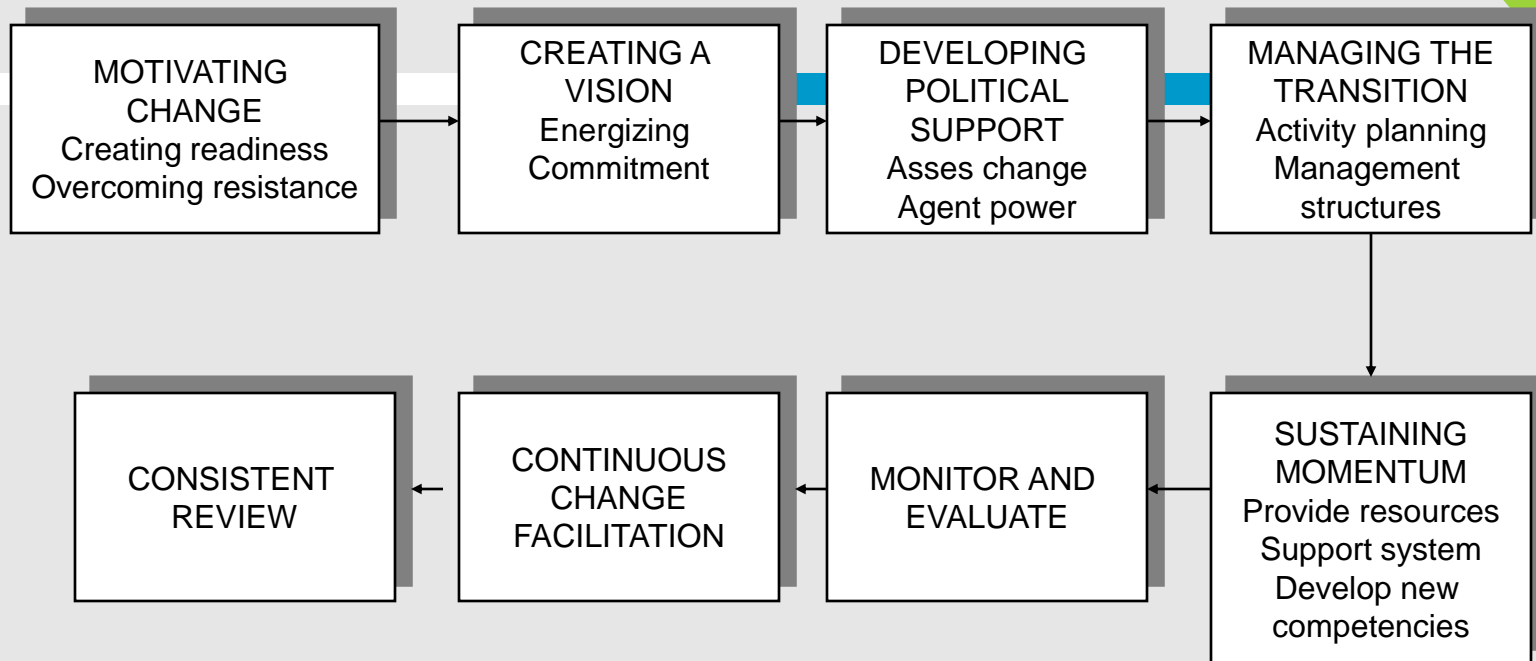 MOTIVATING
CHANGE
Creating readiness
Overcoming resistance
CREATING A
VISION
Energizing
Commitment
DEVELOPING
POLITICAL
SUPPORT
Asses change
Agent power
MANAGING THE
TRANSITION
Activity planning
Management
structures
SUSTAINING
MOMENTUM
Provide resources
Support system
Develop new
competencies
MONITOR AND
EVALUATE
CONTINUOUS
CHANGE
FACILITATION
CONSISTENT
REVIEW